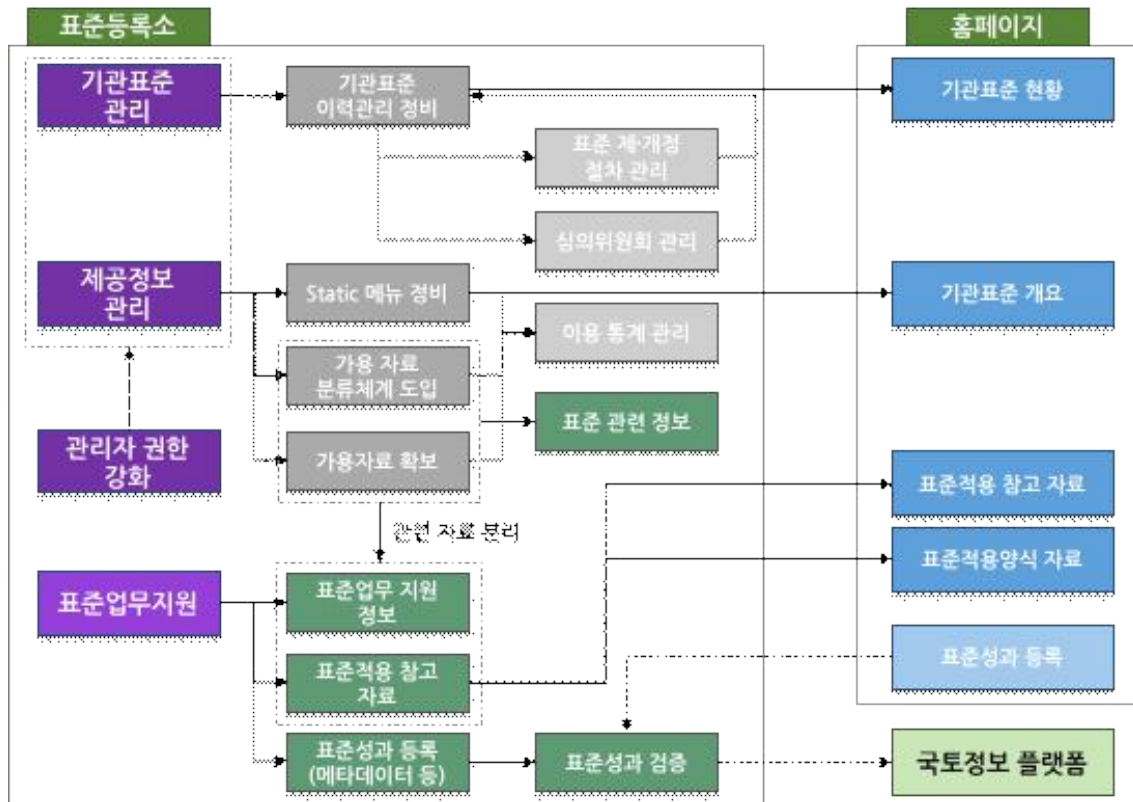 표준등록소
홈페이지
기관표준
관리
기관표준
이력관리 정비
기관표준 현황
표준 제·개정
절차 관리
심의위원회 관리
제공정보
관리
Static 메뉴 정비
기관표준 개요
이용 통계 관리
가용 자료
분류체계 도입
표준 관련 정보
관리자 권한
강화
가용자료 확보
표준적용 참고 자료
관련 자료 분리
표준적용양식 자료
표준업무지원
표준업무 지원
정보
표준성과 등록
표준적용 참고
자료
표준성과 등록
(메타데이터 등)
표준성과 검증
국토정보 플랫폼